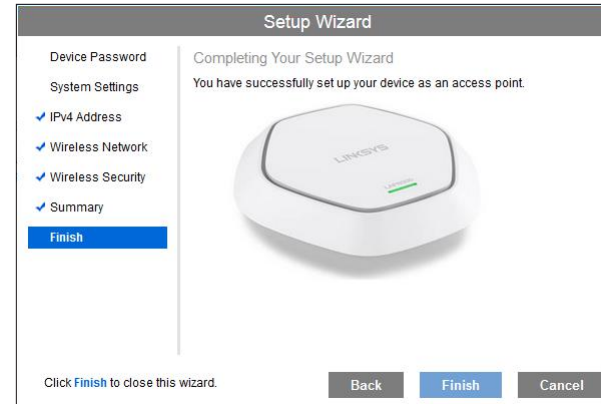 Setup Wizard
Device Password
System Settings
IPv4 Address
Wireless Network
Wireless Security
Summary
Finish
Completing Your Setup Wizard
You have successfully set up your device as an access point.
LINKSYS
Click Finish to close this wizard.
Back
Finish
Cancel